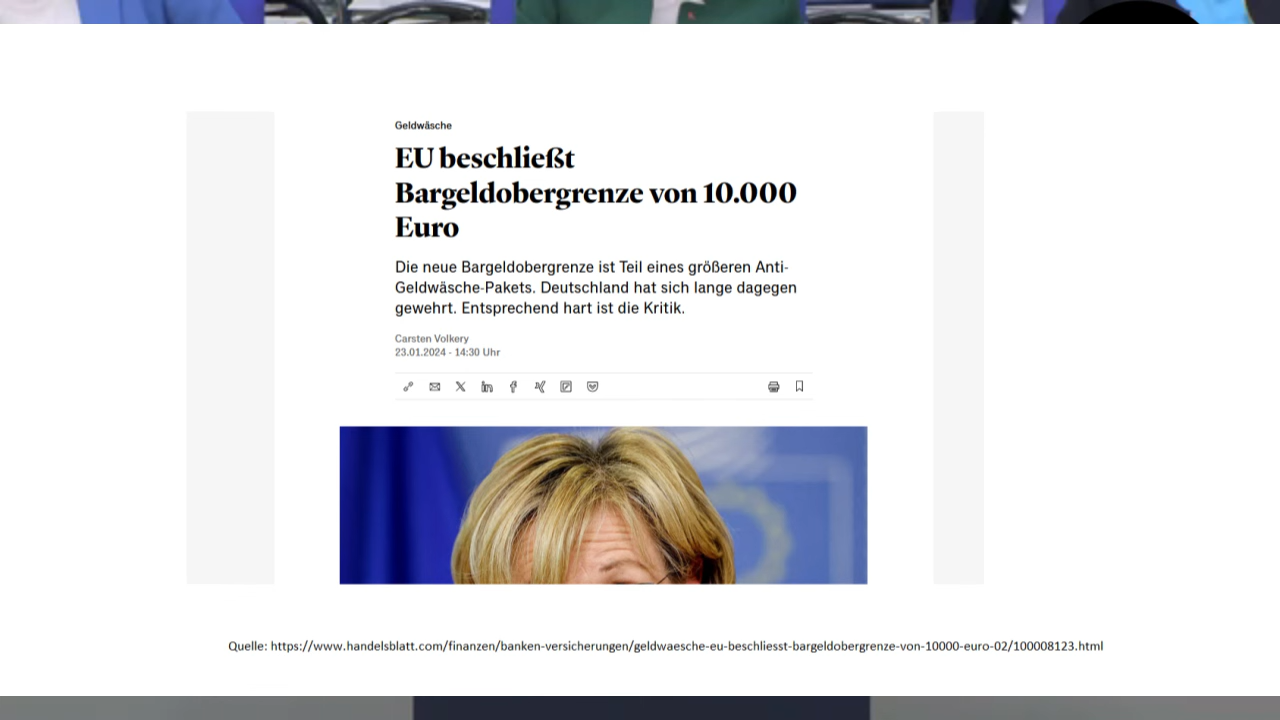 Geldwäsche
EU beschließt
Bargeldobergrenze von 10.000
Euro
Die neue Bargeldobergrenze ist Teil eines größeren Anti-
Geldwäsche-Pakets. Deutschland hat sich lange dagegen
gewehrt. Entsprechend hart ist die Kritik.
Carsten Volkery
23.01.2024 - 14:30 Uhr
Quelle: https://www.handelsblatt.com/finanzen/banken-versicherungen/geldwaesche-eu-beschliesst-bargeldobergrenze-von-10000-euro-02/100008123.html